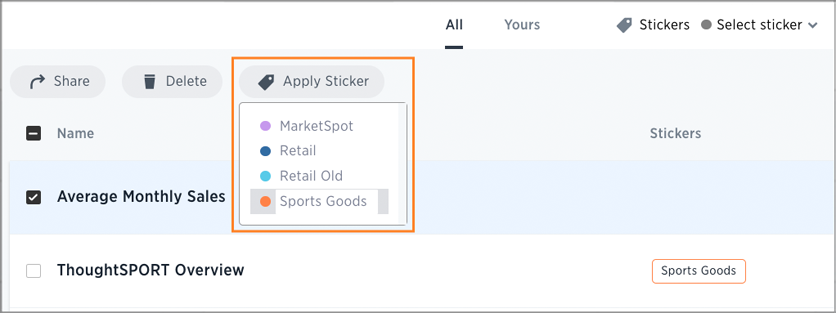 All Yours Stickers Select sticker
Share Delete Apply Sticker
Name Stickers
MarketSpot
Retail
Retail Old
Sports Goods
Average Monthly Sales
ThoughtSPORT Overview Sports Goods